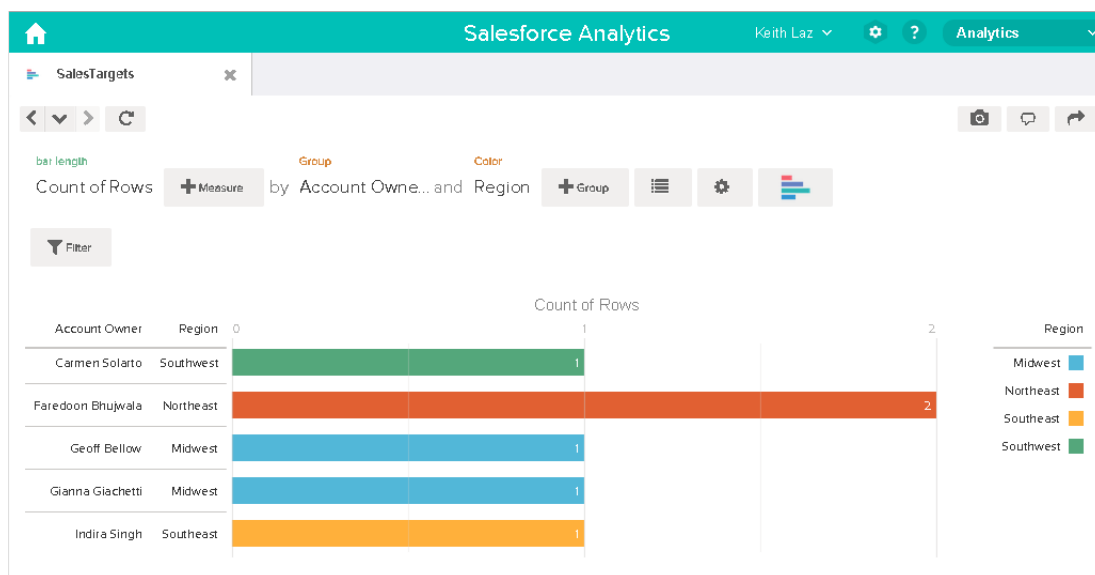 Salesforce Analytics Keith Laz ? Analytics
SalesTargets
bar length Group Color
Count of Rows Measure by Account Owne... and Region Group
Filter
Count of Rows
Account Owner Region 0 1 2 Region
Carmen Solarto Southwest 1 Midwest
Faredoon Bhujwala Northeast 2 Northeast
Southeast
Geoff Bellow Midwest 1 Southwest
Gianna Giachetti Midwest 1
Indira Singh Southeast 1